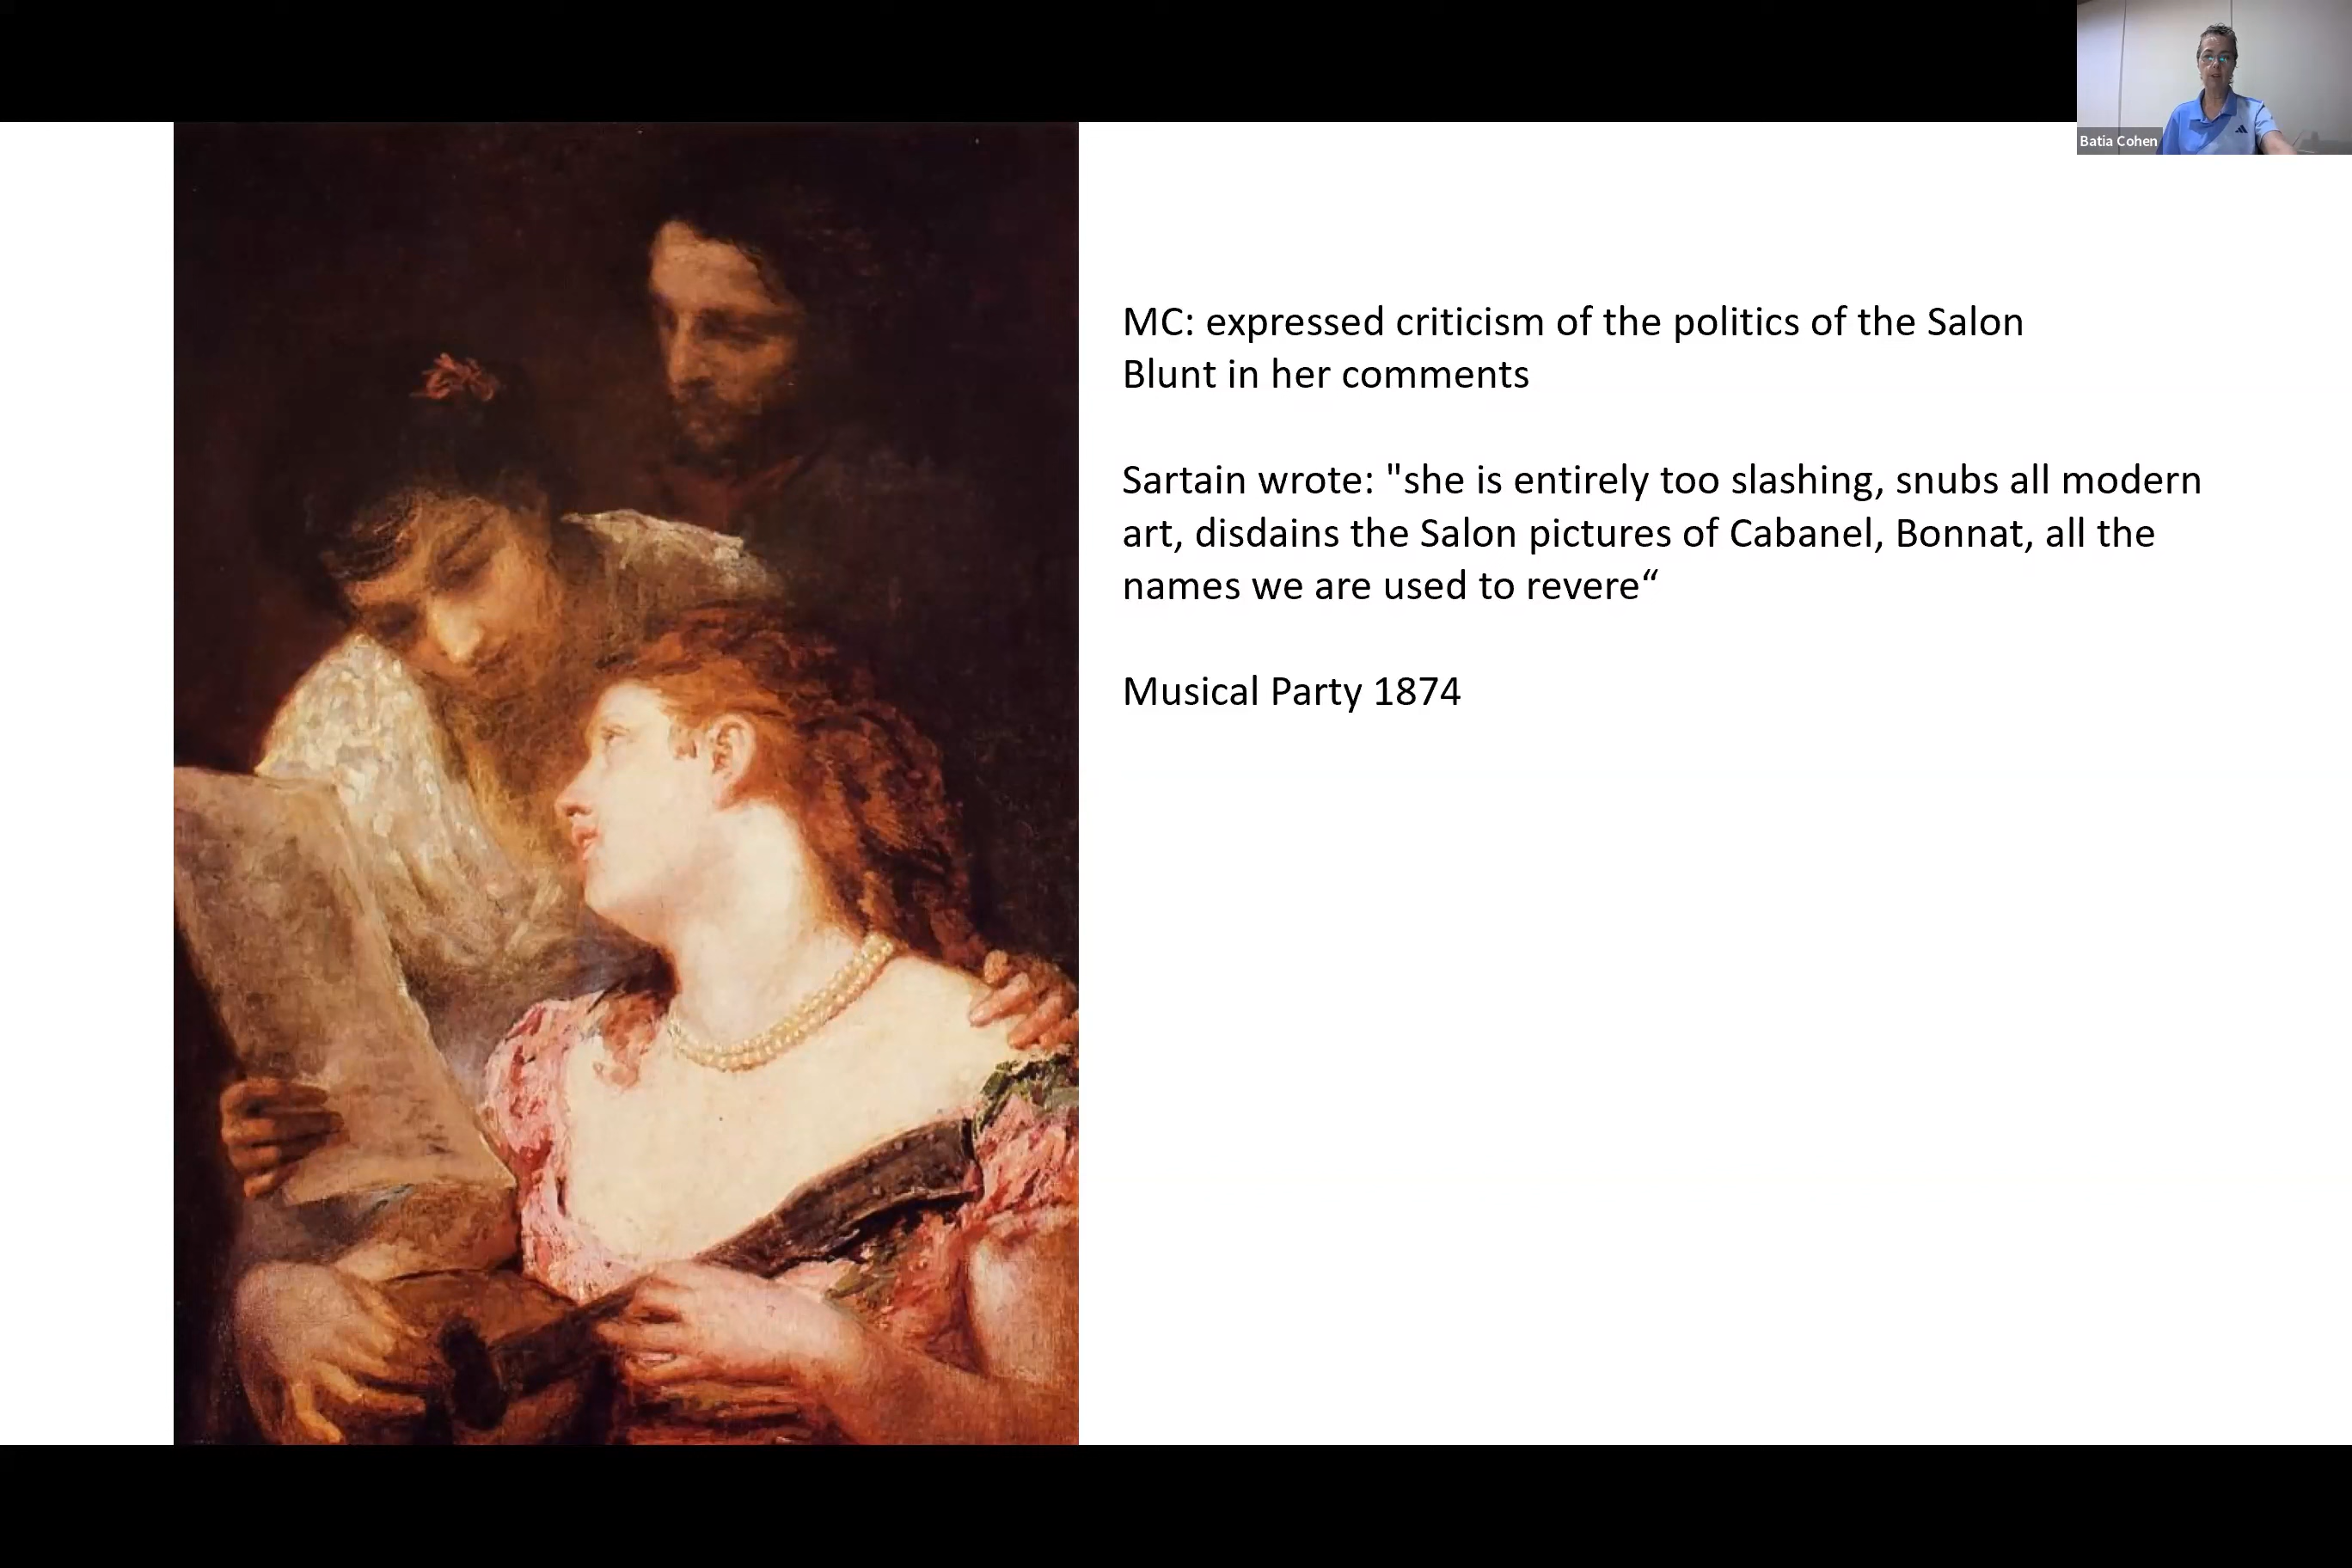 Batia Cohen
MC: expressed criticism of the politics of the Salon
Blunt in her comments
Sartain wrote: "she is entirely too slashing, snubs all modern
art, disdains the Salon pictures of Cabanel, Bonnat, all the
names we are used to revere“
Musical Party 1874